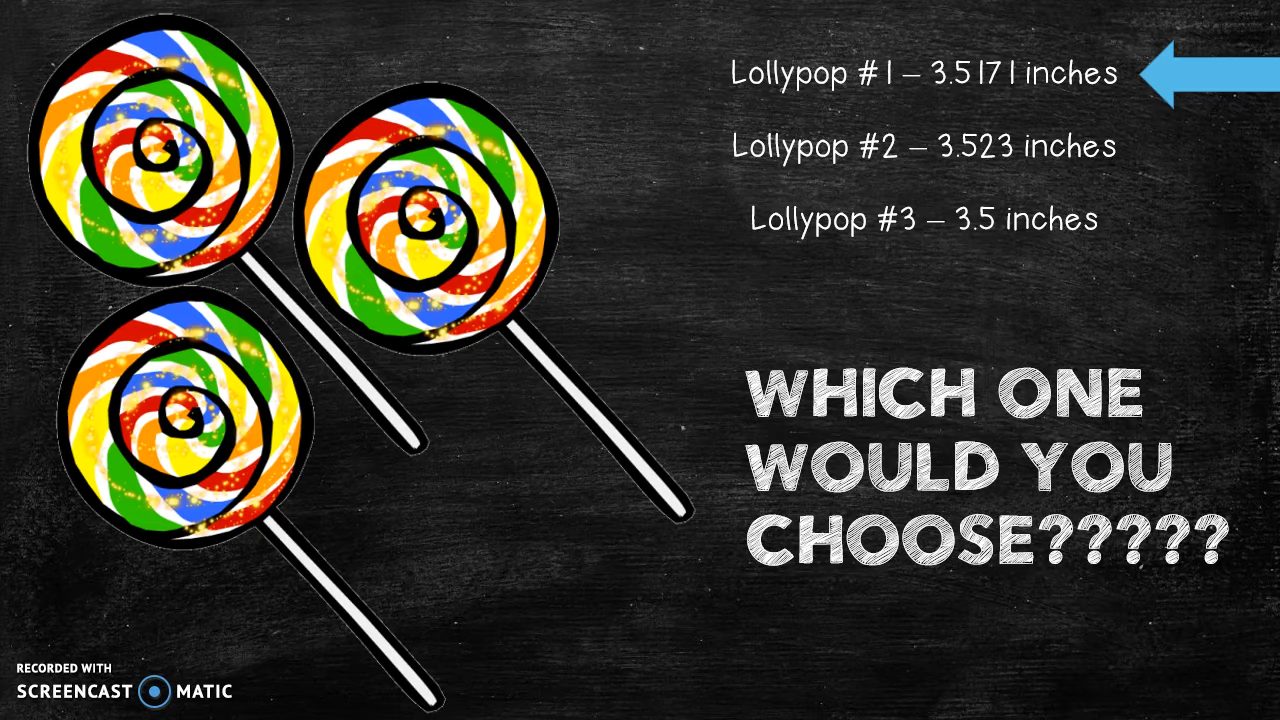 Lollypop #1 – 3.5171 inches
Lollypop #2 – 3.523 inches
Lollypop #3 – 3.5 inches
WHICH ONE
WOULD YOU
CHOOSE?????
RECORDED WITH
SCREENCAST MATIC